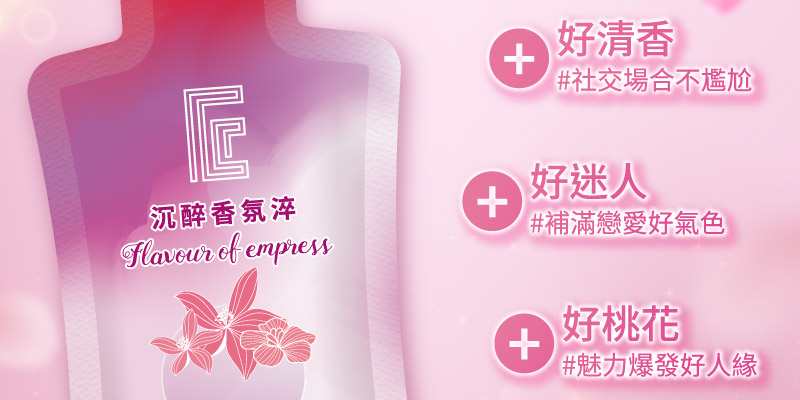 E
沉醉香氛淬
Flavour of empress
好清香
#社交場合不尷尬
好迷人
#補滿戀愛好氣色
好桃花
#魅力爆發好人緣